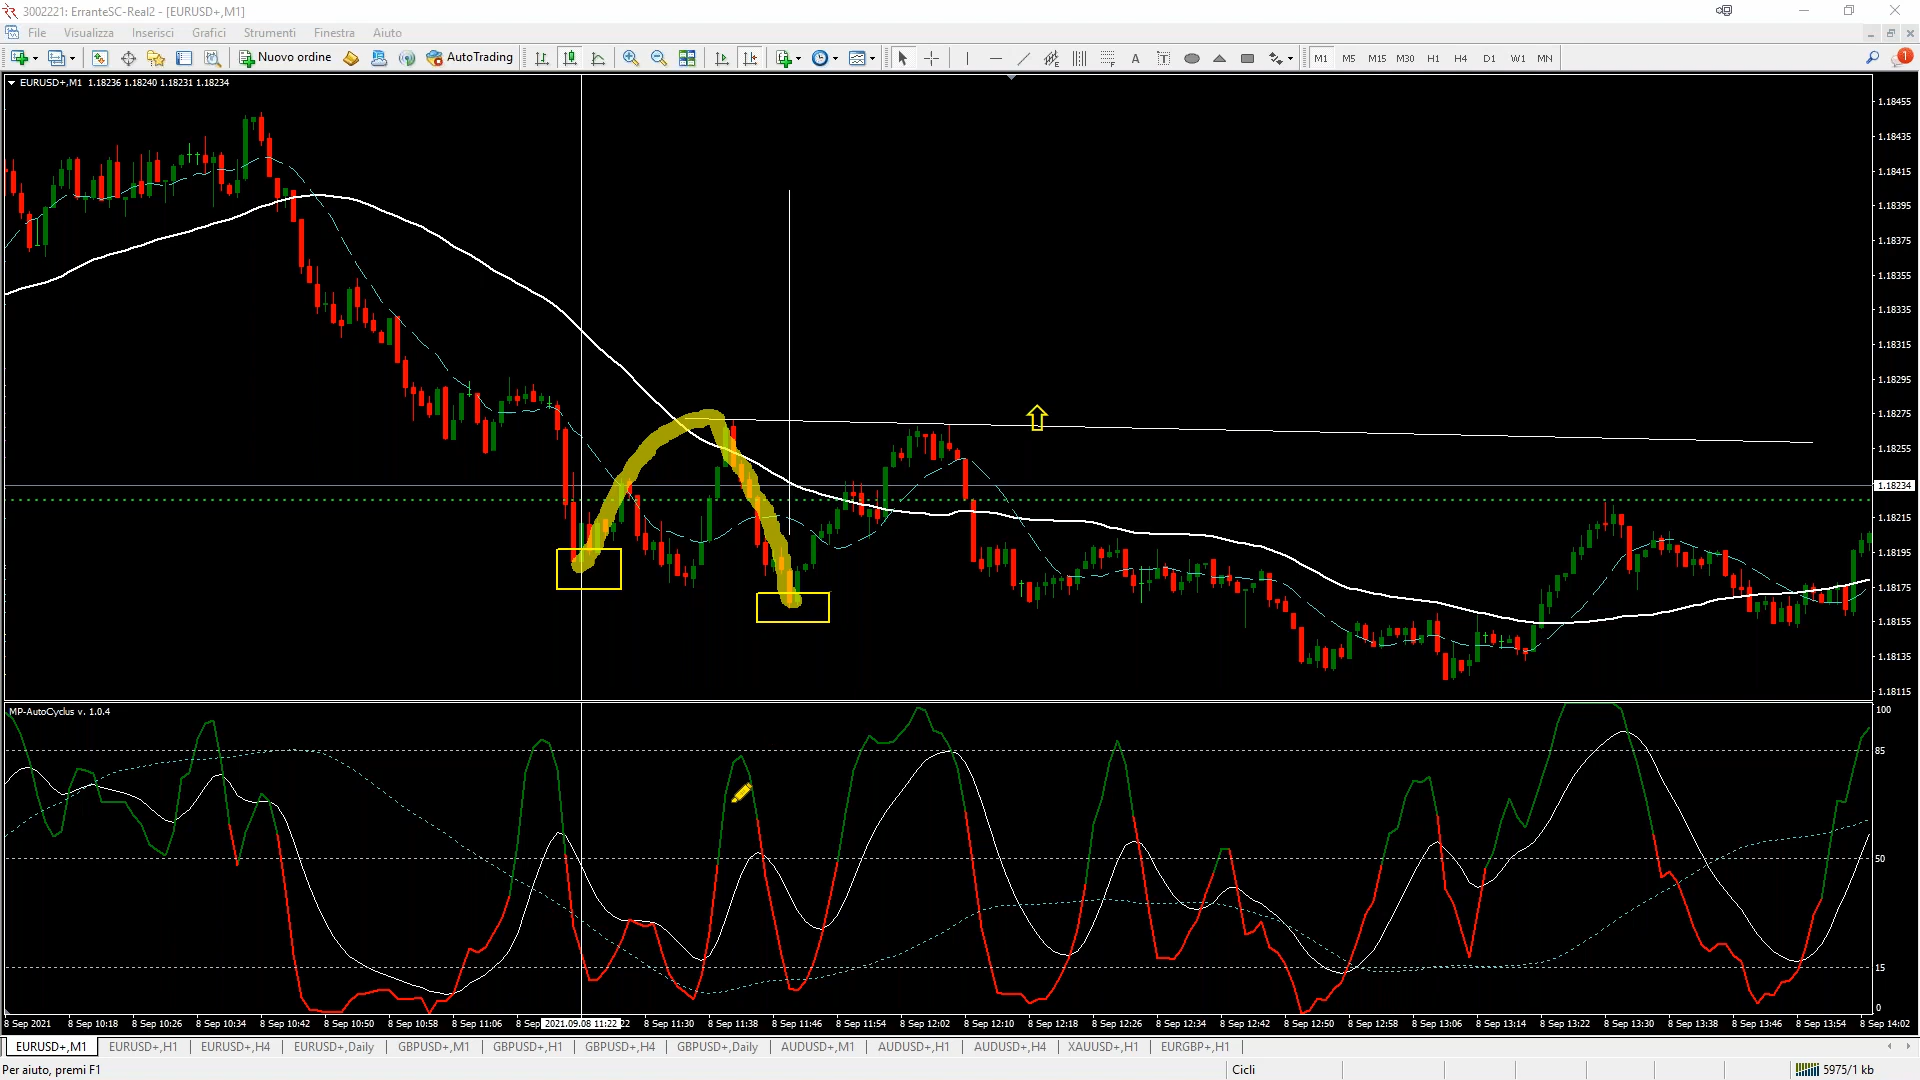 3002221: ErranteSC-Real2 - [EURUSD+,M1]
File Visualizza Inserisci Grafici Strumenti Finestra Aiuto
Nuovo ordine AutoTrading A T M1 M5 M15 M30 H1 H4 D1 W1 MN 1
EURUSD+,M1 1.18236 1.18240 1.18231 1.18234
1.18455
1.18435
1.18415
1.18395
1.18375
1.18355
1.18335
1.18315
1.18295
1.18275
1.18255
1.18234
1.18215
1.18195
1.18175
1.18155
1.18135
1.18115
MP-AutoCyclus v. 1.0.4
100
85
50
15
0
8 Sep 2021 8 Sep 10:18 8 Sep 10:26 8 Sep 10:34 8 Sep 10:42 8 Sep 10:50 8 Sep 10:58 8 Sep 11:06 8 Sep 2021.09.08 11:22 22 8 Sep 11:30 8 Sep 11:38 8 Sep 11:46 8 Sep 11:54 8 Sep 12:02 8 Sep 12:10 8 Sep 12:18 8 Sep 12:26 8 Sep 12:34 8 Sep 12:42 8 Sep 12:50 8 Sep 12:58 8 Sep 13:06 8 Sep 13:14 8 Sep 13:22 8 Sep 13:30 8 Sep 13:38 8 Sep 13:46 8 Sep 13:54 8 Sep 14:02
EURUSD+,M1 EURUSD+,H1 EURUSD+,H4 EURUSD+,Daily GBPUSD+,M1 GBPUSD+,H1 GBPUSD+,H4 GBPUSD+,Daily AUDUSD+,M1 AUDUSD+,H1 AUDUSD+,H4 XAUUSD+,H1 EURGBP+,H1
Per aiuto, premi F1 Cicli 5975/1 kb